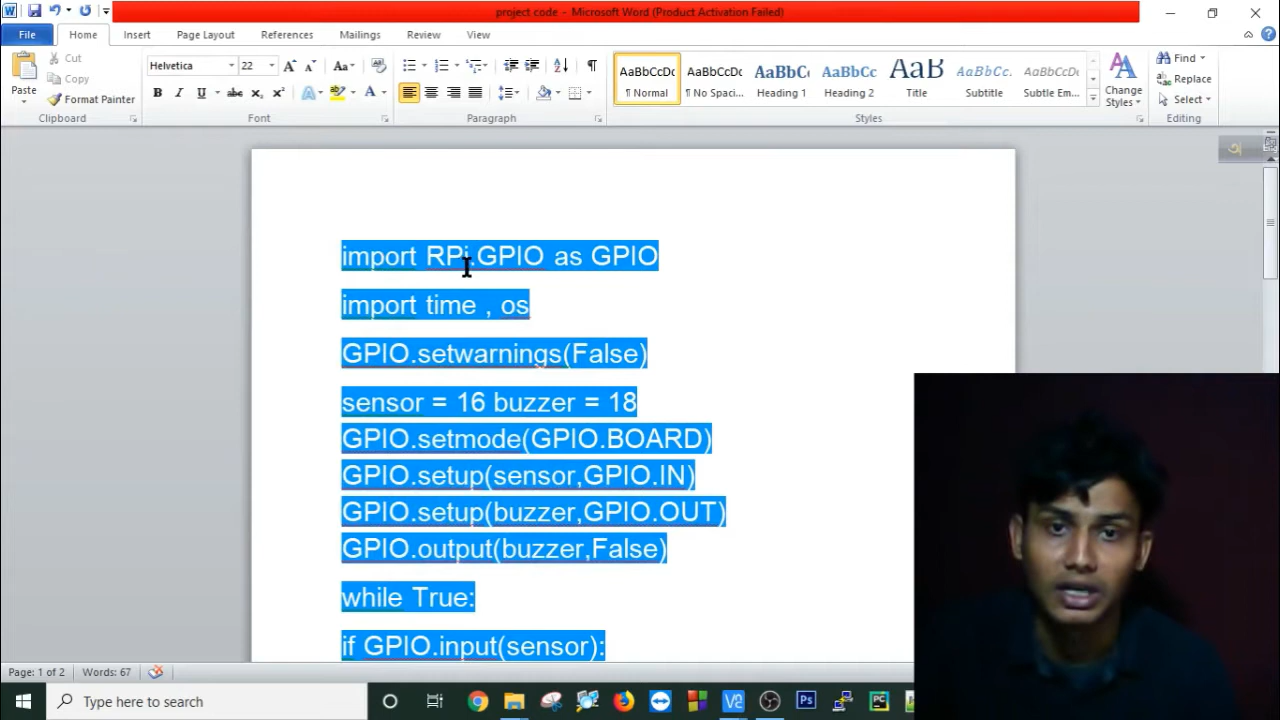 project code - Microsoft Word (Product Activation Failed)
File Home Insert Page Layout References Mailings Review View
Cut
Copy
Paste
Format Painter
Clipboard
Helvetica 22
Font
Paragraph
AaBbCcDc AaBbCcDc AaBbCc AaBbCc AaB AaBbCcL AaBbCcDc
¶ Normal ¶ No Spaci... Heading 1 Heading 2 Title Subtitle Subtle Em...
Styles
Change Styles
Find
Replace
Select
Editing
import RPi.GPIO as GPIO
import time , os
GPIO.setwarnings(False)
sensor = 16 buzzer = 18
GPIO.setmode(GPIO.BOARD)
GPIO.setup(sensor,GPIO.IN)
GPIO.setup(buzzer,GPIO.OUT)
GPIO.output(buzzer,False)
while True:
if GPIO.input(sensor):
Page: 1 of 2 Words: 67
Type here to search